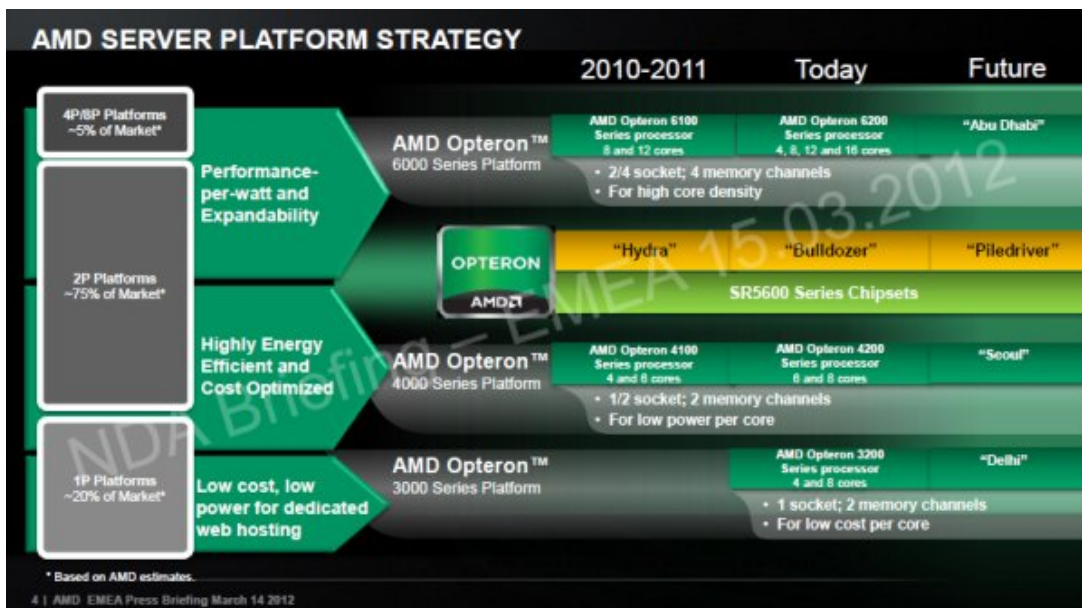 AMD SERVER PLATFORM STRATEGY
2010-2011
Today
Future
4P/8P Platforms
~5% of Market*
2P Platforms
~75% of Market*
1P Platforms
~20% of Market*
Performance-
per-watt and
Expandability
Highly Energy
Efficient and
Cost Optimized
Low cost, low
power for dedicated
web hosting
AMD Opteron™
6000 Series Platform
AMD Opteron 6100
Series processor
8 and 12 cores
AMD Opteron 6200
Series processor
4, 8, 12 and 16 cores
“Abu Dhabi”
• 2/4 socket; 4 memory channels
• For high core density
OPTERON
AMD
“Hydra”
“Bulldozer”
“Piledriver”
SR5600 Series Chipsets
AMD Opteron™
4000 Series Platform
AMD Opteron 4100
Series processor
4 and 6 cores
AMD Opteron 4200
Series processor
6 and 8 cores
“Seoul”
• 1/2 socket; 2 memory channels
• For low power per core
AMD Opteron™
3000 Series Platform
AMD Opteron 3200
Series processor
4 and 8 cores
“Delhi”
• 1 socket; 2 memory channels
• For low cost per core
NDA Briefing – EMEA 15.03.2012
* Based on AMD estimates.
4 | AMD EMEA Press Briefing March 14 2012